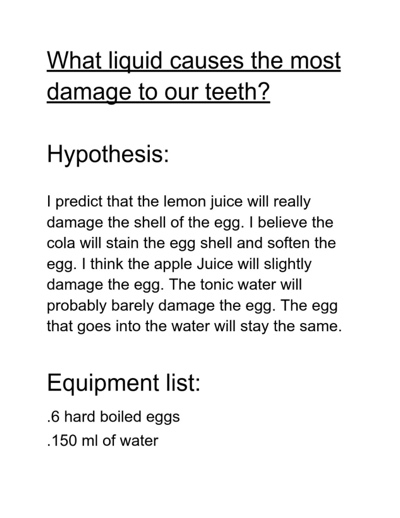 What liquid causes the most
damage to our teeth?
Hypothesis:
I predict that the lemon juice will really
damage the shell of the egg. I believe the
cola will stain the egg shell and soften the
egg. I think the apple Juice will slightly
damage the egg. The tonic water will
probably barely damage the egg. The egg
that goes into the water will stay the same.
Equipment list:
.6 hard boiled eggs
.150 ml of water